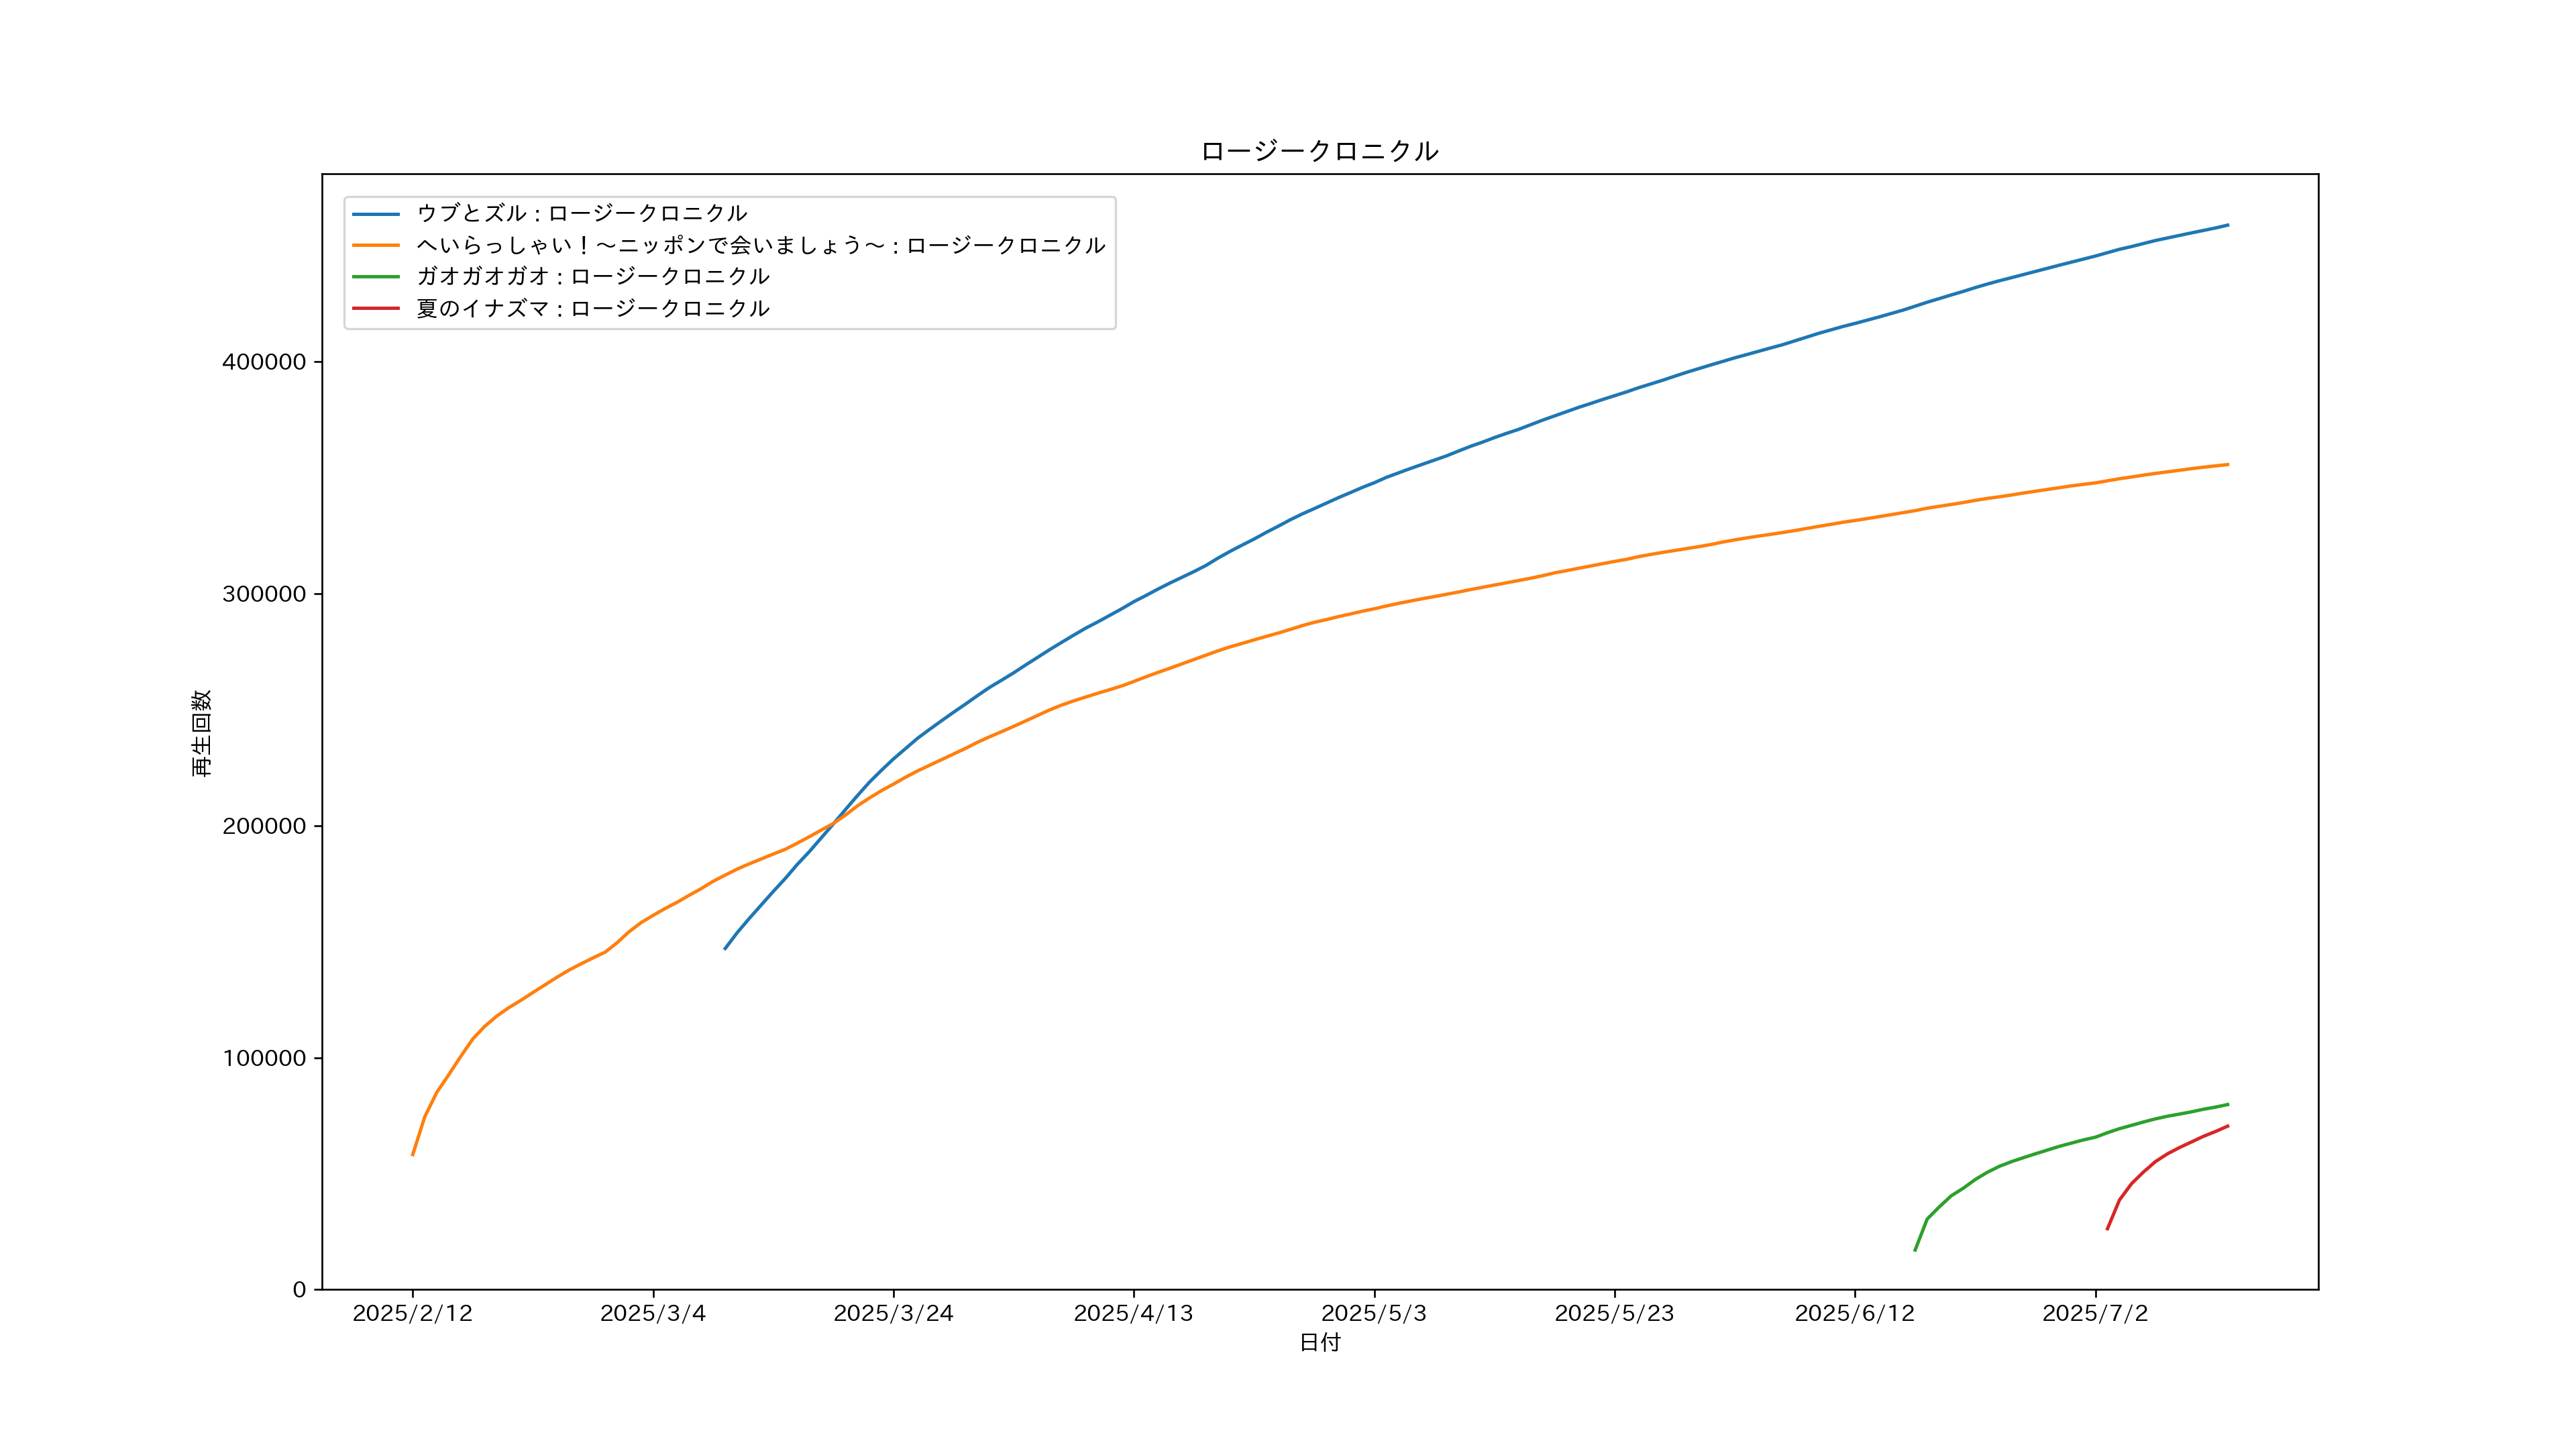 ロージークロニクル
ウブとズル : ロージークロニクル
へいらっしゃい！〜ニッポンで会いましょう〜 : ロージークロニクル
ガオガオガオ : ロージークロニクル
夏のイナズマ : ロージークロニクル
400000
300000
200000
100000
0
再生回数
2025/2/12 2025/3/4 2025/3/24 2025/4/13 2025/5/3 2025/5/23 2025/6/12 2025/7/2
日付